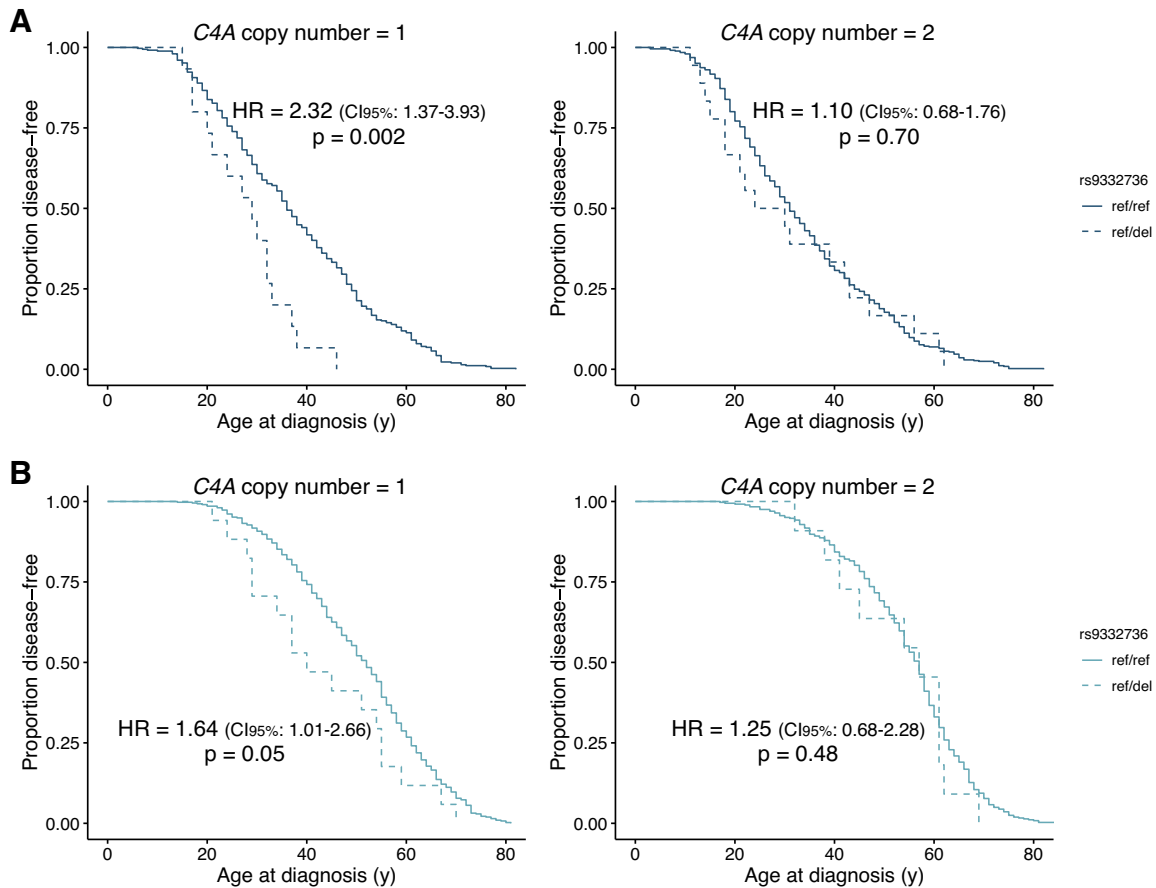 A
C4A copy number = 1
1.00
0.75
0.50
0.25
0.00
Proportion disease−free
HR = 2.32 (CI95%: 1.37-3.93)
p = 0.002
0 20 40 60 80
Age at diagnosis (y)
C4A copy number = 2
1.00
0.75
0.50
0.25
0.00
Proportion disease−free
HR = 1.10 (CI95%: 0.68-1.76)
p = 0.70
0 20 40 60 80
Age at diagnosis (y)
rs9332736
ref/ref
ref/del
B
C4A copy number = 1
1.00
0.75
0.50
0.25
0.00
Proportion disease−free
HR = 1.64 (CI95%: 1.01-2.66)
p = 0.05
0 20 40 60 80
Age at diagnosis (y)
C4A copy number = 2
1.00
0.75
0.50
0.25
0.00
Proportion disease−free
HR = 1.25 (CI95%: 0.68-2.28)
p = 0.48
0 20 40 60 80
Age at diagnosis (y)
rs9332736
ref/ref
ref/del